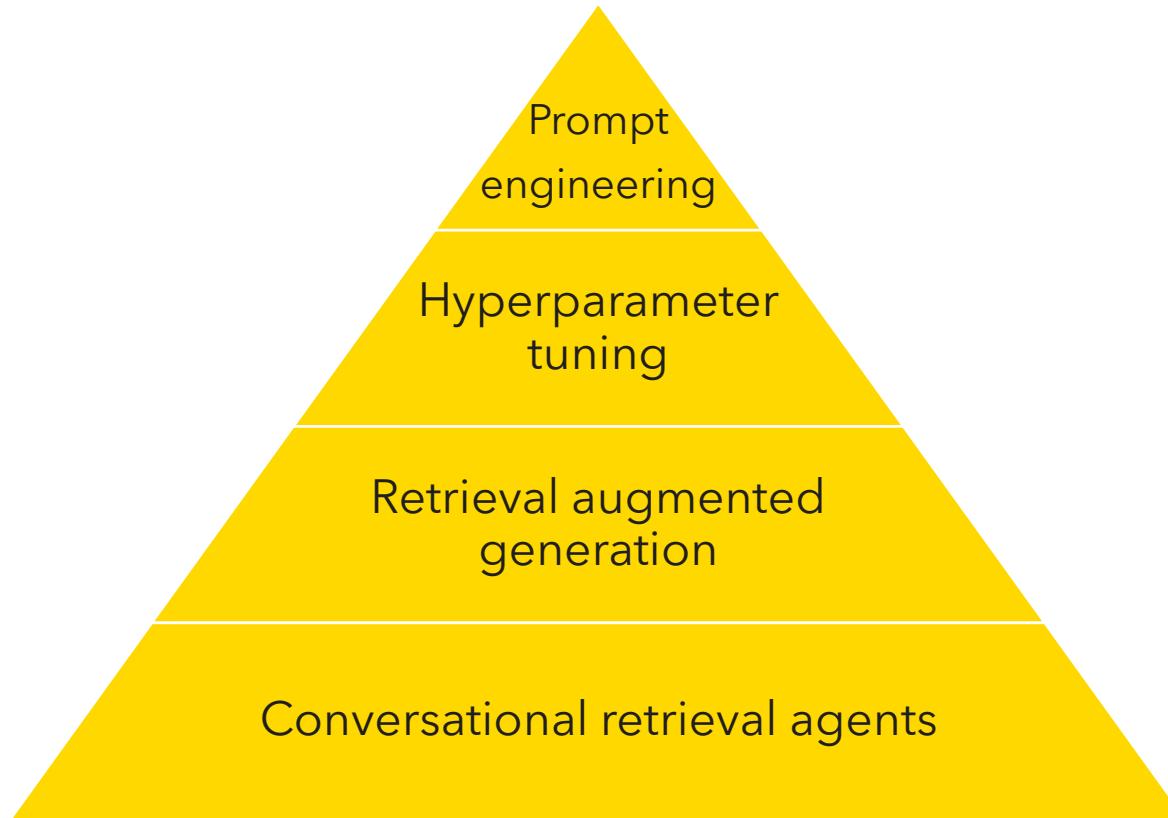 Prompt
engineering
Hyperparameter
tuning
Retrieval augmented
generation
Conversational retrieval agents